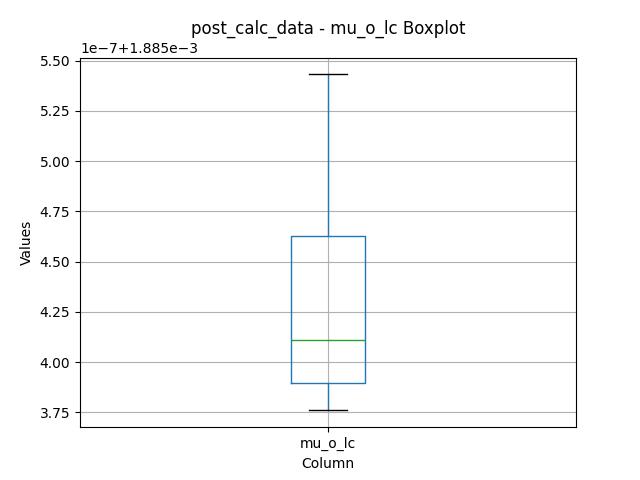 post_calc_data - mu_o_lc Boxplot
1e−7+1.885e−3
5.50
5.25
5.00
4.75
4.50
4.25
4.00
3.75
Values
mu_o_lc
Column